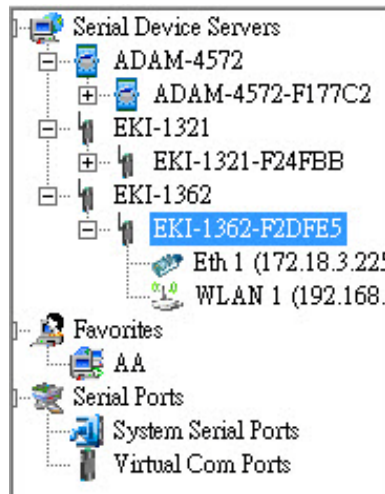 Serial Device Servers
ADAM-4572
ADAM-4572-F177C2
EKI-1321
EKI-1321-F24FBB
EKI-1362
EKI-1362-F2DFE5
Eth 1 (172.18.3.225
WLAN 1 (192.168.
Favorites
AA
Serial Ports
System Serial Ports
Virtual Com Ports